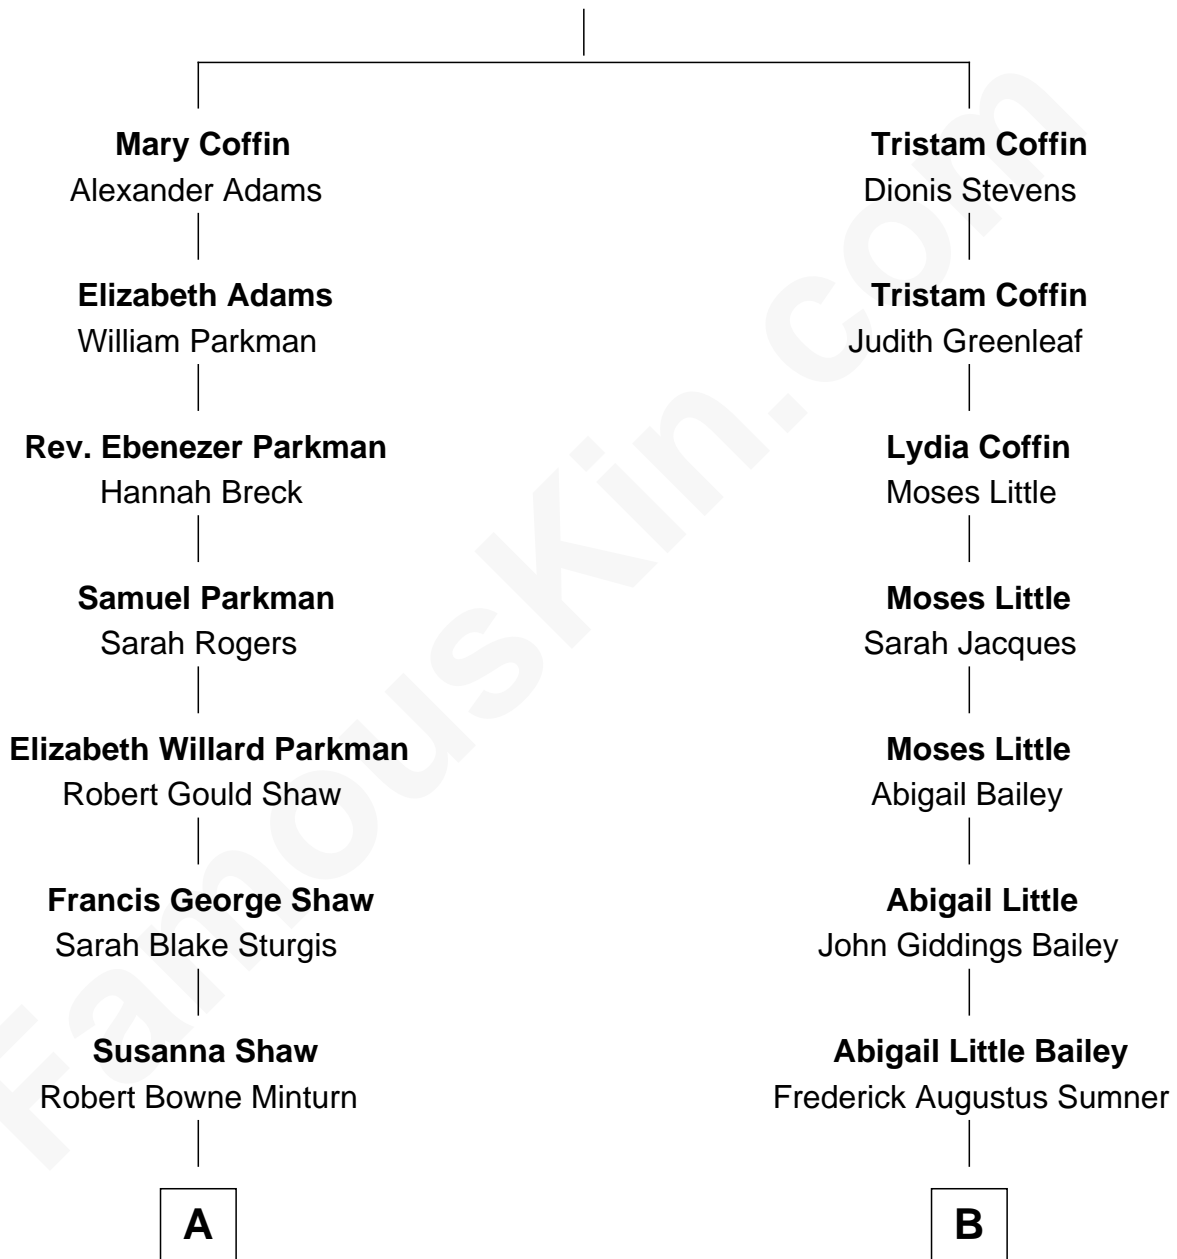 Mary Coffin
Alexander Adams
Elizabeth Adams
William Parkman
Rev. Ebenezer Parkman
Hannah Breck
Samuel Parkman
Sarah Rogers
Elizabeth Willard Parkman
Robert Gould Shaw
Francis George Shaw
Sarah Blake Sturgis
Susanna Shaw
Robert Bowne Minturn
A
Tristam Coffin
Dionis Stevens
Tristam Coffin
Judith Greenleaf
Lydia Coffin
Moses Little
Moses Little
Sarah Jacques
Moses Little
Abigail Bailey
Abigail Little
John Giddings Bailey
Abigail Little Bailey
Frederick Augustus Sumner
B
FamousKin.com